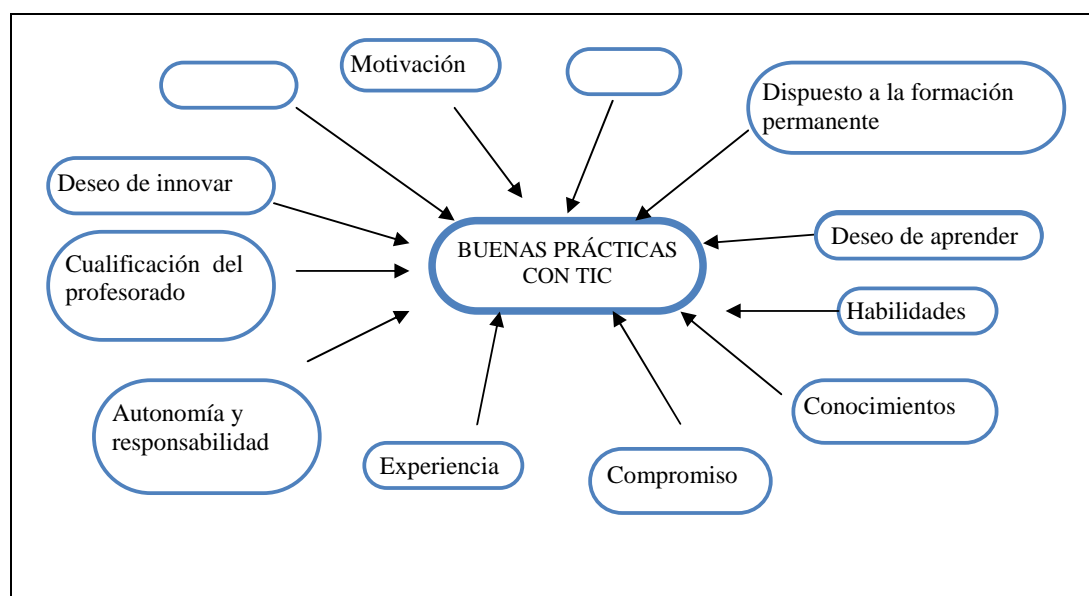 Motivación
Dispuesto a la formación
permanente
Deseo de innovar
BUENAS PRÁCTICAS
CON TIC
Deseo de aprender
Cualificación del
profesorado
Habilidades
Autonomía y
responsabilidad
Conocimientos
Experiencia
Compromiso